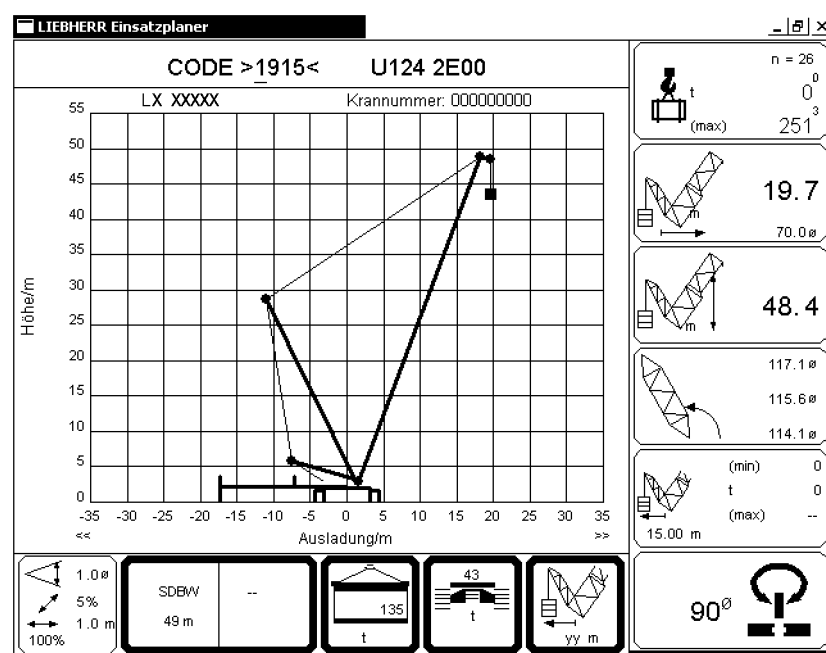 LIEBHERR Einsatzplaner
CODE >1915< U124 2E00
LX XXXXX Krannummer: 000000000
55
50
45
40
35
30
25
20
15
10
5
0
Höhe/m
-35 -30 -25 -20 -15 -10 -5 0 5 10 15 20 25 30 35
<< Ausladung/m >>
n = 26
t 0 0
(max) 251 3
19.7
m
70.0ø
48.4
m
117.1ø
115.6ø
114.1ø
(min) 0
t 0
(max) --
15.00 m
1.0ø
5%
1.0 m
100%
SDBW --
49 m
135
t
43
t
yy m
90ø